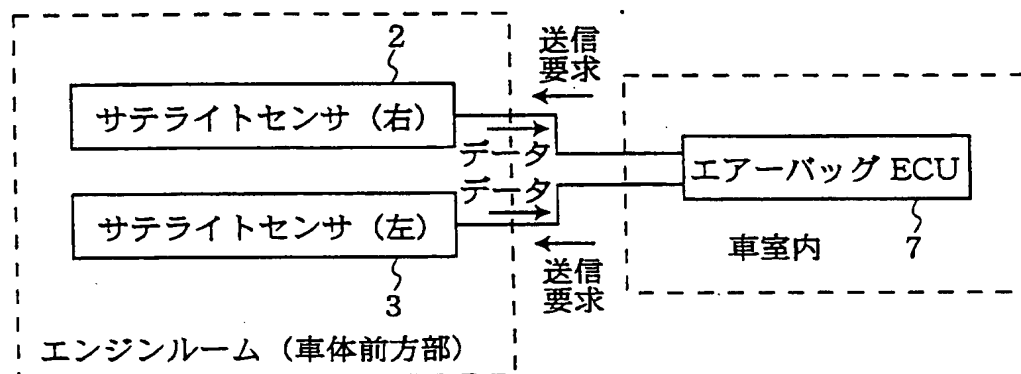 2
送信
要求
サテライトセンサ（右）
データ
エアーバッグ ECU
データ
サテライトセンサ（左）
車室内
7
送信
要求
3
エンジンルーム（車体前方部）